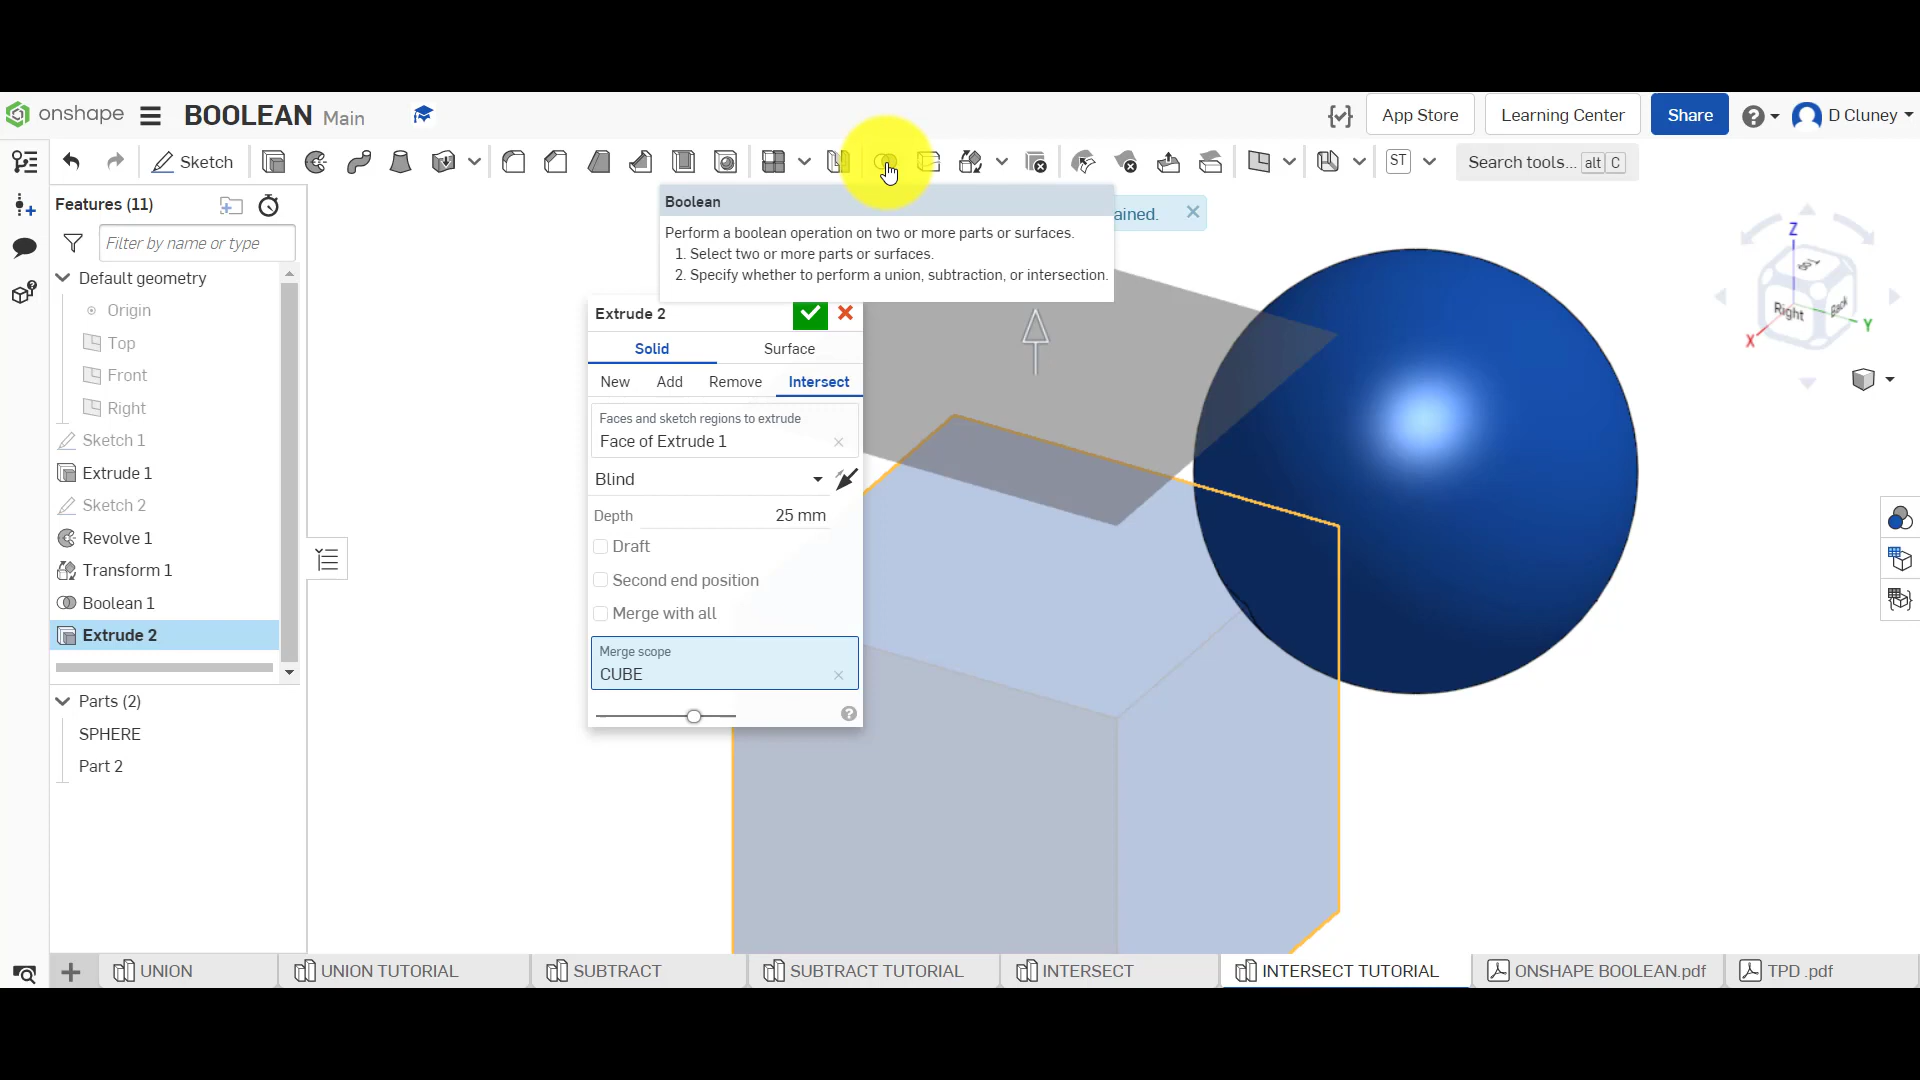 onshape BOOLEAN Main App Store Learning Center Share D Cluney
Sketch ST Search tools... alt C
Features (11)
Filter by name or type
Default geometry
Origin
Top
Front
Right
Sketch 1
Extrude 1
Sketch 2
Revolve 1
Transform 1
Boolean 1
Extrude 2
Parts (2)
SPHERE
Part 2
Boolean
Perform a boolean operation on two or more parts or surfaces.
1. Select two or more parts or surfaces.
2. Specify whether to perform a union, subtraction, or intersection.
ained.
Extrude 2
Solid Surface
New Add Remove Intersect
Faces and sketch regions to extrude
Face of Extrude 1
Blind
Depth 25 mm
Draft
Second end position
Merge with all
Merge scope
CUBE
Z
Top
Right Back
X Y
UNION UNION TUTORIAL SUBTRACT SUBTRACT TUTORIAL INTERSECT INTERSECT TUTORIAL ONSHAPE BOOLEAN.pdf TPD .pdf